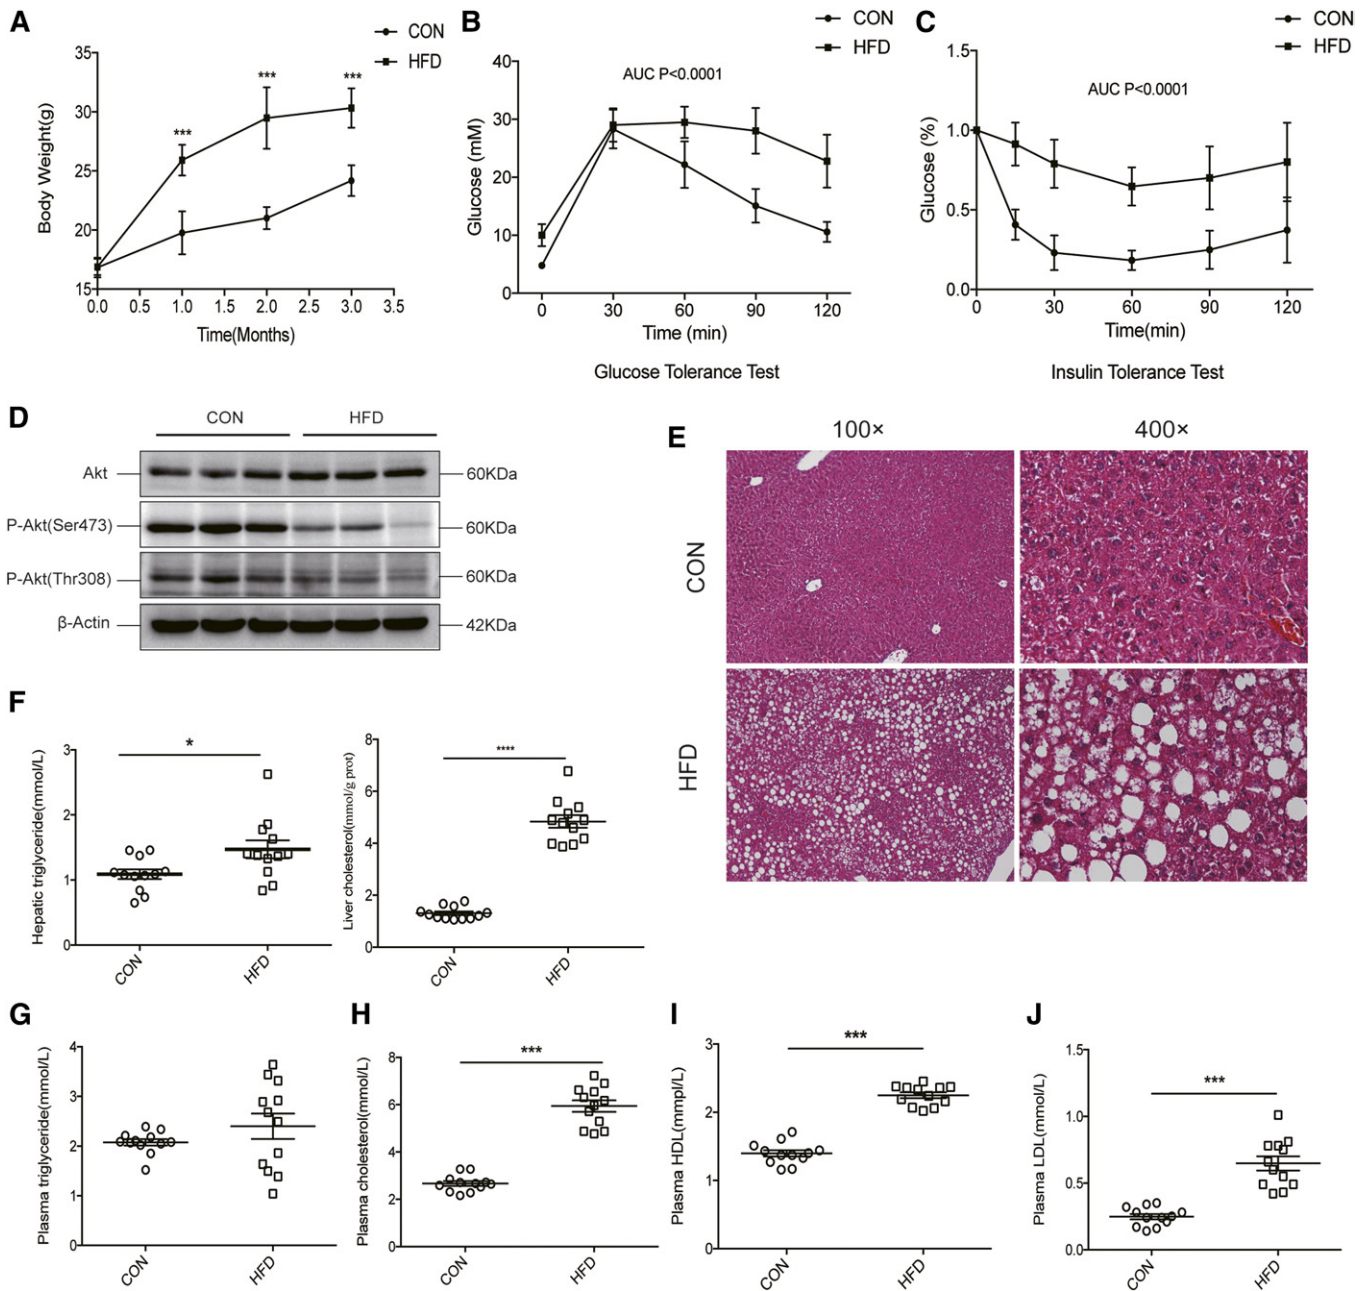 A
CON
HFD
35
30
25
20
15
Body Weight(g)
***
***
***
0.0 0.5 1.0 1.5 2.0 2.5 3.0 3.5
Time(Months)
B
CON
HFD
AUC P<0.0001
40
30
20
10
0
Glucose (mM)
0 30 60 90 120
Time (min)
Glucose Tolerance Test
C
CON
HFD
AUC P<0.0001
1.5
1.0
0.5
0.0
Glucose (%)
0 30 60 90 120
Time(min)
Insulin Tolerance Test
D
CON HFD
Akt 60KDa
P-Akt(Ser473) 60KDa
P-Akt(Thr308) 60KDa
β-Actin 42KDa
E
100× 400×
CON
HFD
F
Hepatic triglyceride(mmol/L)
3
2
1
0
*
CON HFD
Liver cholesterol(mmol/g prot)
8
6
4
2
0
****
CON HFD
G
Plasma triglyceride(mmol/L)
4
3
2
1
0
CON HFD
H
Plasma cholesterol(mmol/L)
8
6
4
2
0
***
CON HFD
I
Plasma HDL(mmpl/L)
3
2
1
0
***
CON HFD
J
Plasma LDL(mmol/L)
1.5
1.0
0.5
0.0
***
CON HFD